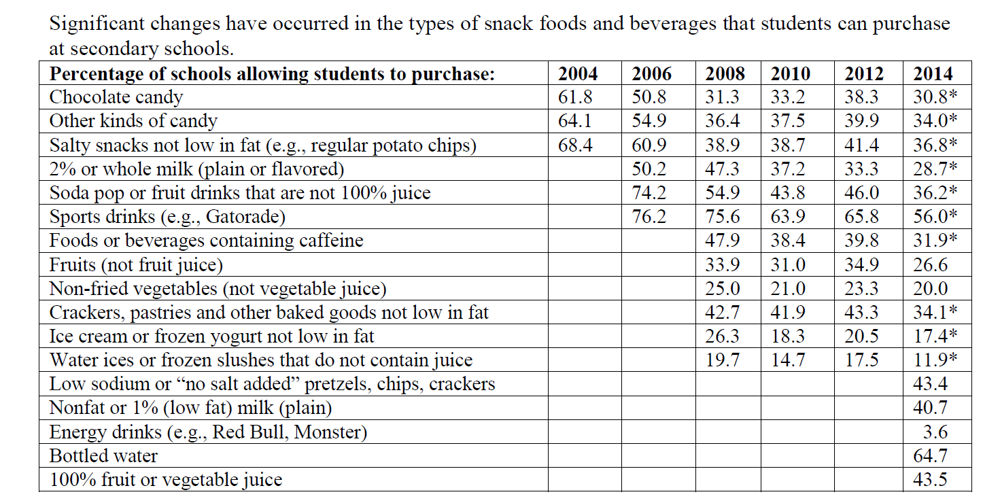 Significant changes have occurred in the types of snack foods and beverages that students can purchase
at secondary schools.
Percentage of schools allowing students to purchase: 2004 2006 2008 2010 2012 2014
Chocolate candy 61.8 50.8 31.3 33.2 38.3 30.8*
Other kinds of candy 64.1 54.9 36.4 37.5 39.9 34.0*
Salty snacks not low in fat (e.g., regular potato chips) 68.4 60.9 38.9 38.7 41.4 36.8*
2% or whole milk (plain or flavored) 50.2 47.3 37.2 33.3 28.7*
Soda pop or fruit drinks that are not 100% juice 74.2 54.9 43.8 46.0 36.2*
Sports drinks (e.g., Gatorade) 76.2 75.6 63.9 65.8 56.0*
Foods or beverages containing caffeine 47.9 38.4 39.8 31.9*
Fruits (not fruit juice) 33.9 31.0 34.9 26.6
Non-fried vegetables (not vegetable juice) 25.0 21.0 23.3 20.0
Crackers, pastries and other baked goods not low in fat 42.7 41.9 43.3 34.1*
Ice cream or frozen yogurt not low in fat 26.3 18.3 20.5 17.4*
Water ices or frozen slushes that do not contain juice 19.7 14.7 17.5 11.9*
Low sodium or “no salt added” pretzels, chips, crackers 43.4
Nonfat or 1% (low fat) milk (plain) 40.7
Energy drinks (e.g., Red Bull, Monster) 3.6
Bottled water 64.7
100% fruit or vegetable juice 43.5